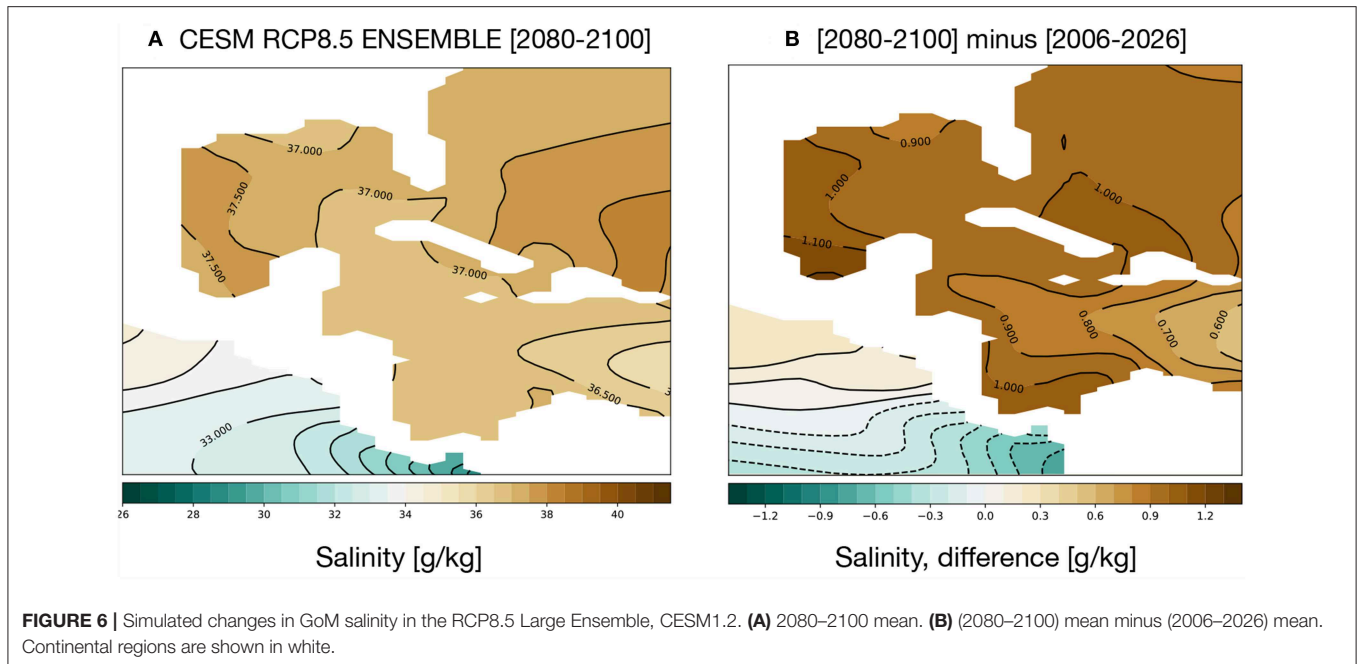 A CESM RCP8.5 ENSEMBLE [2080-2100]
B [2080-2100] minus [2006-2026]
37.000
37.500
37.000
37.500
37.000
36.500
33.000
0.900
1.000
1.000
1.100
0.900
0.800
0.700
0.600
1.000
26 28 30 32 34 36 38 40
Salinity [g/kg]
−1.2 −0.9 −0.6 −0.3 0.0 0.3 0.6 0.9 1.2
Salinity, difference [g/kg]
FIGURE 6 | Simulated changes in GoM salinity in the RCP8.5 Large Ensemble, CESM1.2. (A) 2080–2100 mean. (B) (2080–2100) mean minus (2006–2026) mean.
Continental regions are shown in white.